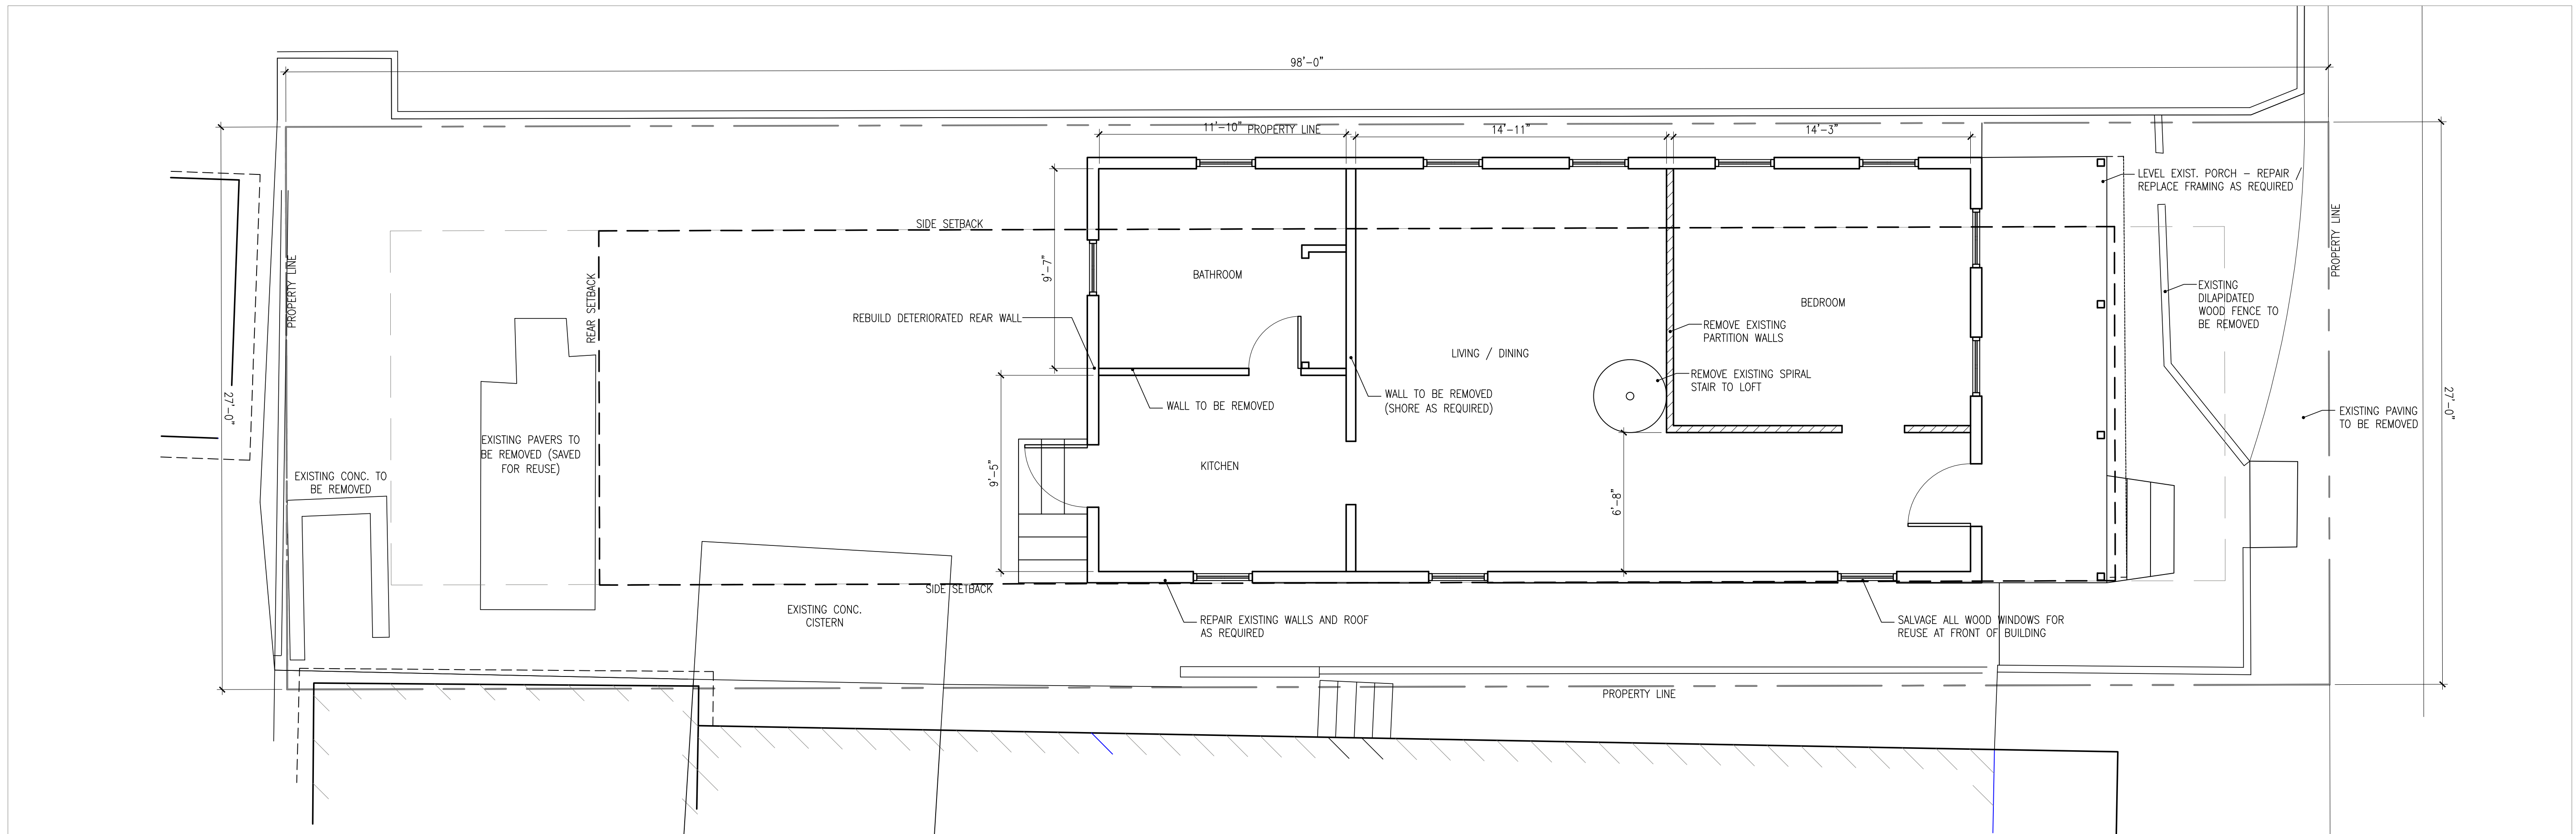 98'-0"
11'-10"
PROPERTY LINE
14'-11"
14'-3"
LEVEL EXIST. PORCH - REPAIR /
REPLACE FRAMING AS REQUIRED
SIDE SETBACK
PROPERTY LINE
PROPERTY LINE
REAR SETBACK
9'-7"
BATHROOM
BEDROOM
EXISTING
DILAPIDATED
WOOD FENCE TO
BE REMOVED
REBUILD DETERIORATED REAR WALL
REMOVE EXISTING
PARTITION WALLS
LIVING / DINING
REMOVE EXISTING SPIRAL
STAIR TO LOFT
WALL TO BE REMOVED
WALL TO BE REMOVED
(SHORE AS REQUIRED)
27'-0"
27'-0"
EXISTING PAVING
TO BE REMOVED
EXISTING PAVERS TO
BE REMOVED (SAVED
FOR REUSE)
KITCHEN
9'-5"
6'-8"
EXISTING CONC. TO
BE REMOVED
SIDE SETBACK
EXISTING CONC.
CISTERN
REPAIR EXISTING WALLS AND ROOF
AS REQUIRED
SALVAGE ALL WOOD WINDOWS FOR
REUSE AT FRONT OF BUILDING
PROPERTY LINE